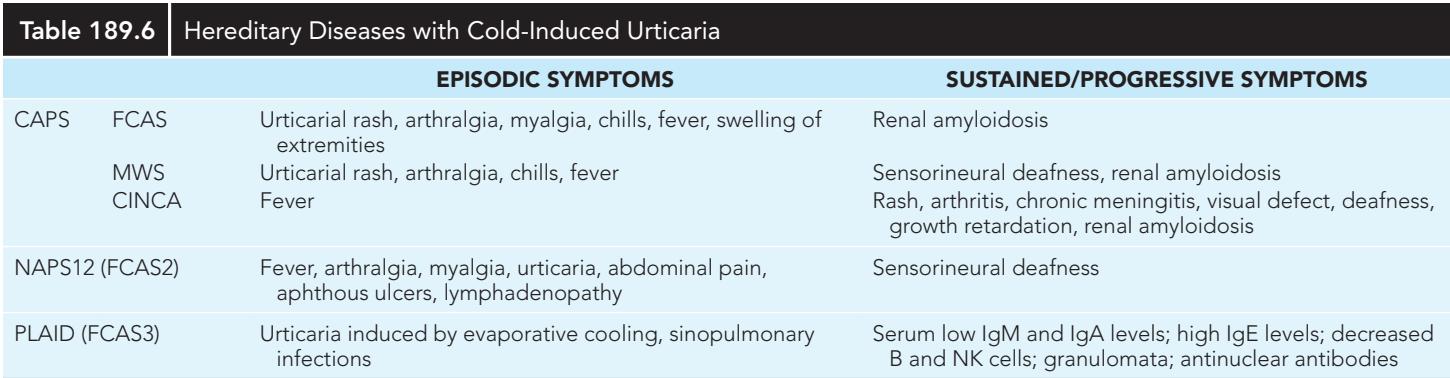 Table 189.6 Hereditary Diseases with Cold-Induced Urticaria
EPISODIC SYMPTOMS SUSTAINED/PROGRESSIVE SYMPTOMS
CAPS FCAS Urticarial rash, arthralgia, myalgia, chills, fever, swelling of Renal amyloidosis
extremities
MWS Urticarial rash, arthralgia, chills, fever Sensorineural deafness, renal amyloidosis
CINCA Fever Rash, arthritis, chronic meningitis, visual defect, deafness,
growth retardation, renal amyloidosis
NAPS12 (FCAS2) Fever, arthralgia, myalgia, urticaria, abdominal pain, Sensorineural deafness
aphthous ulcers, lymphadenopathy
PLAID (FCAS3) Urticaria induced by evaporative cooling, sinopulmonary Serum low IgM and IgA levels; high IgE levels; decreased
infections B and NK cells; granulomata; antinuclear antibodies